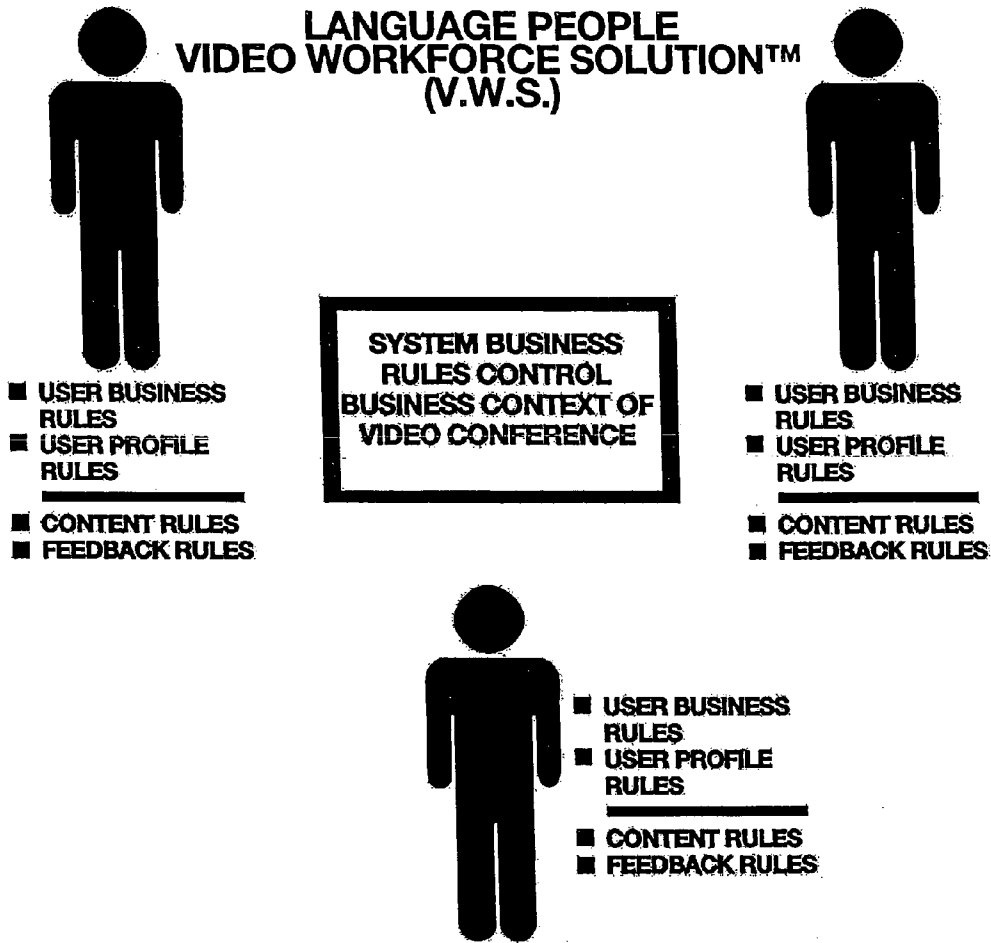 LANGUAGE PEOPLE
VIDEO WORKFORCE SOLUTION™
(V.W.S.)
SYSTEM BUSINESS
RULES CONTROL
BUSINESS CONTEXT OF
VIDEO CONFERENCE
■ USER BUSINESS
RULES
■ USER PROFILE
RULES
■ CONTENT RULES
■ FEEDBACK RULES
■ USER BUSINESS
RULES
■ USER PROFILE
RULES
■ CONTENT RULES
■ FEEDBACK RULES
■ USER BUSINESS
RULES
■ USER PROFILE
RULES
■ CONTENT RULES
■ FEEDBACK RULES